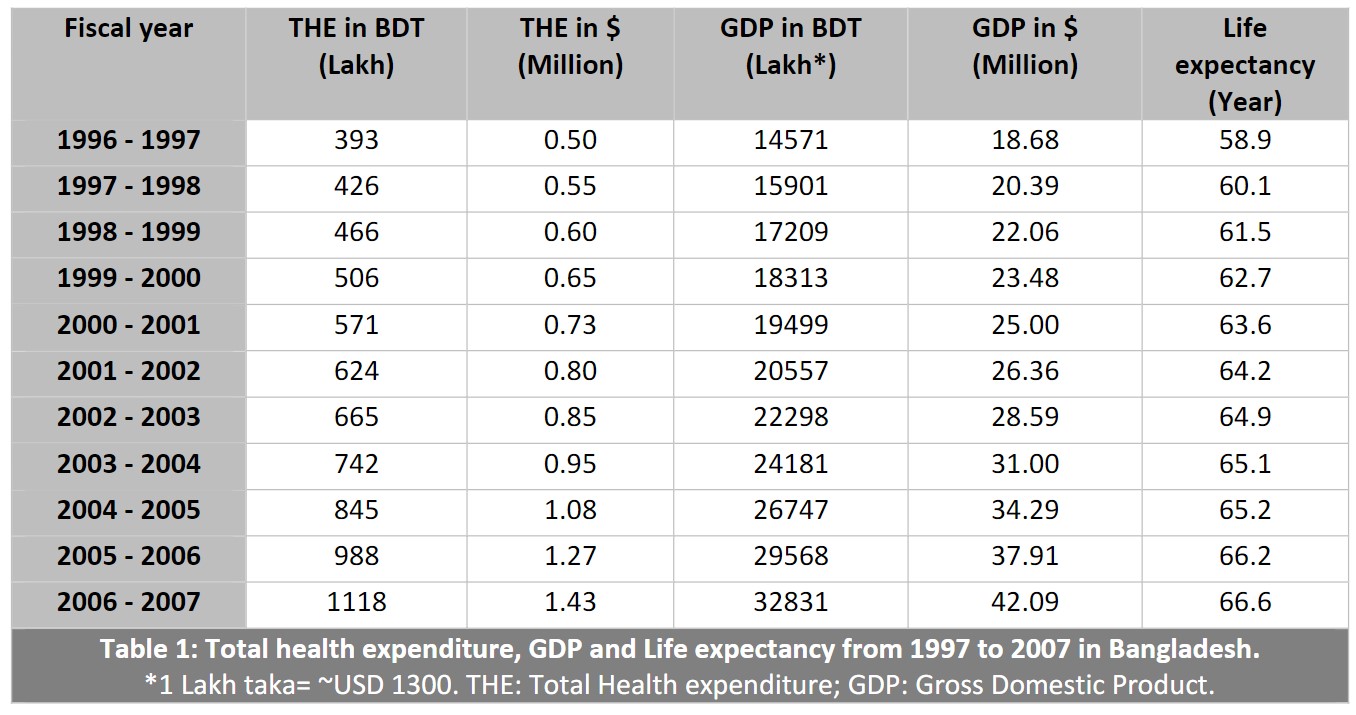 Fiscal year THE in BDT (Lakh) THE in $ (Million) GDP in BDT (Lakh*) GDP in $ (Million) Life expectancy (Year)
1996 - 1997 393 0.50 14571 18.68 58.9
1997 - 1998 426 0.55 15901 20.39 60.1
1998 - 1999 466 0.60 17209 22.06 61.5
1999 - 2000 506 0.65 18313 23.48 62.7
2000 - 2001 571 0.73 19499 25.00 63.6
2001 - 2002 624 0.80 20557 26.36 64.2
2002 - 2003 665 0.85 22298 28.59 64.9
2003 - 2004 742 0.95 24181 31.00 65.1
2004 - 2005 845 1.08 26747 34.29 65.2
2005 - 2006 988 1.27 29568 37.91 66.2
2006 - 2007 1118 1.43 32831 42.09 66.6
Table 1: Total health expenditure, GDP and Life expectancy from 1997 to 2007 in Bangladesh.
*1 Lakh taka= ~USD 1300. THE: Total Health expenditure; GDP: Gross Domestic Product.